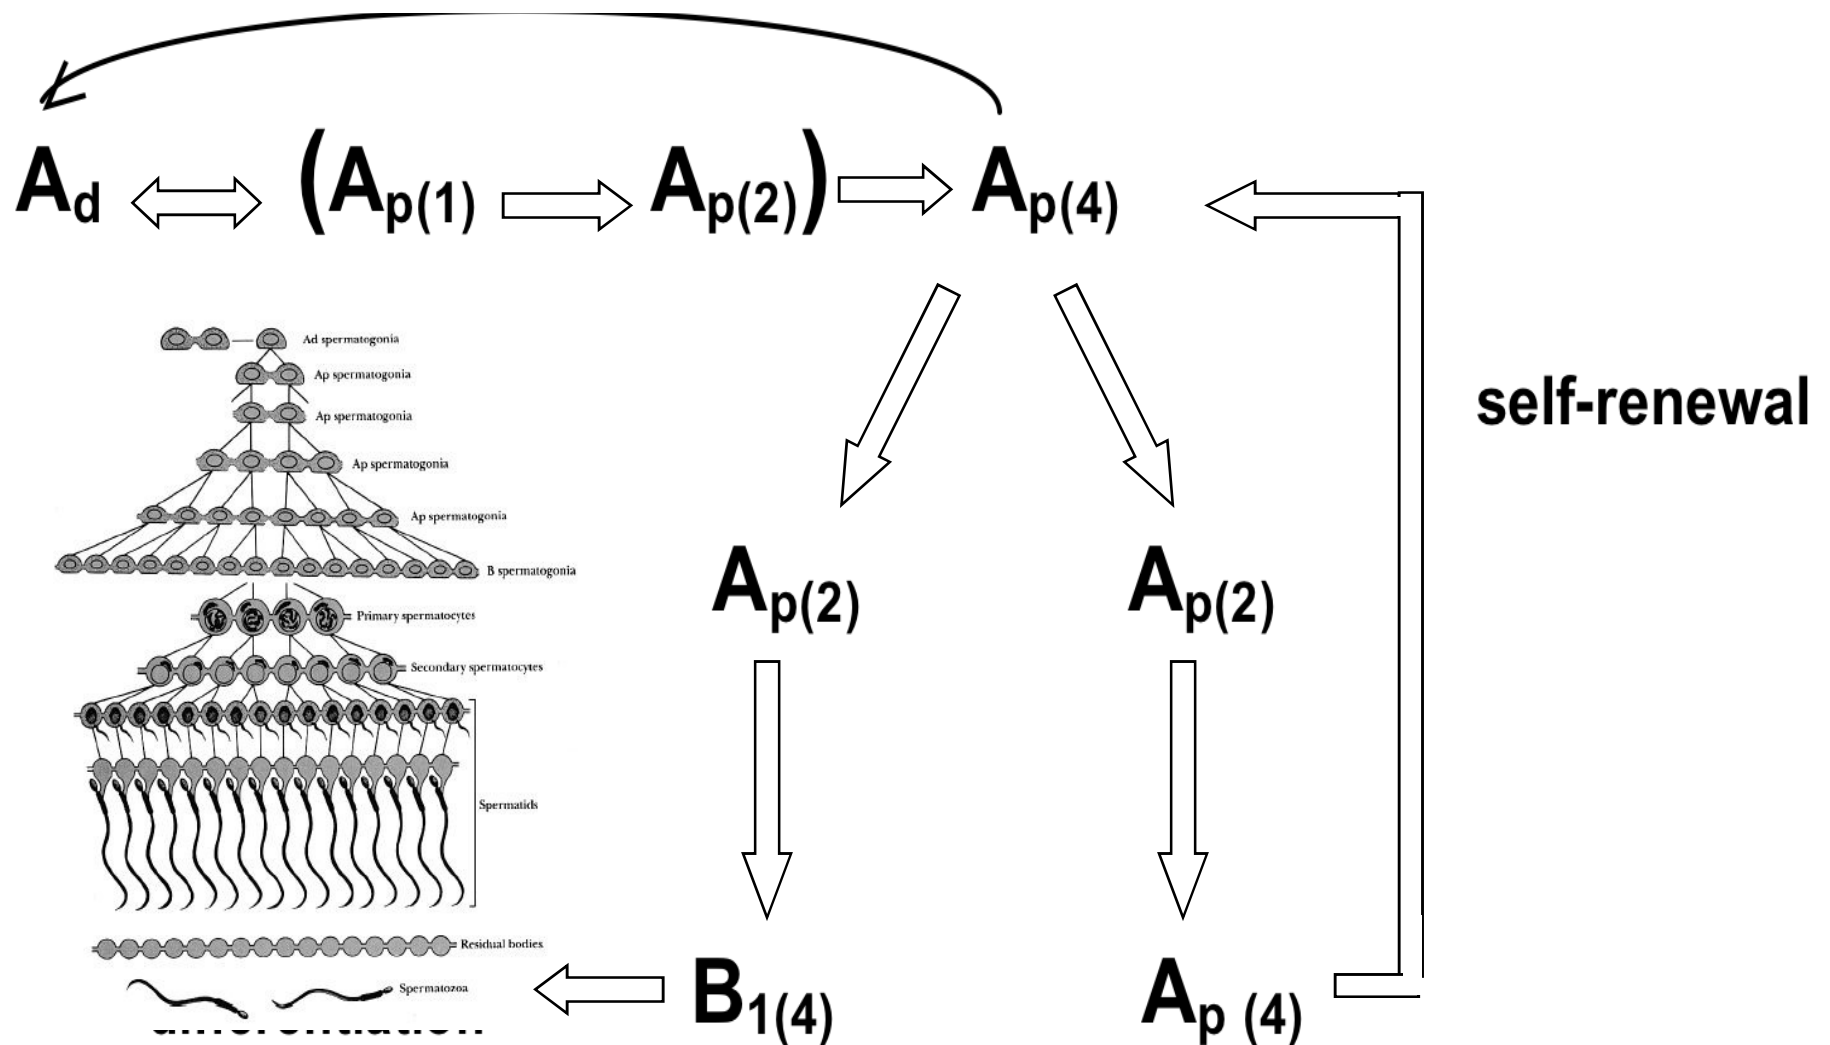 Ad (Ap(1) Ap(2)) Ap(4)
Ad spermatogonia
Ap spermatogonia
Ap spermatogonia
Ap spermatogonia
Ap spermatogonia
B spermatogonia
Primary spermatocytes
Secondary spermatocytes
Spermatids
Residual bodies
Spermatozoa
differentiation
self-renewal
Ap(2) Ap(2)
B1(4) Ap (4)